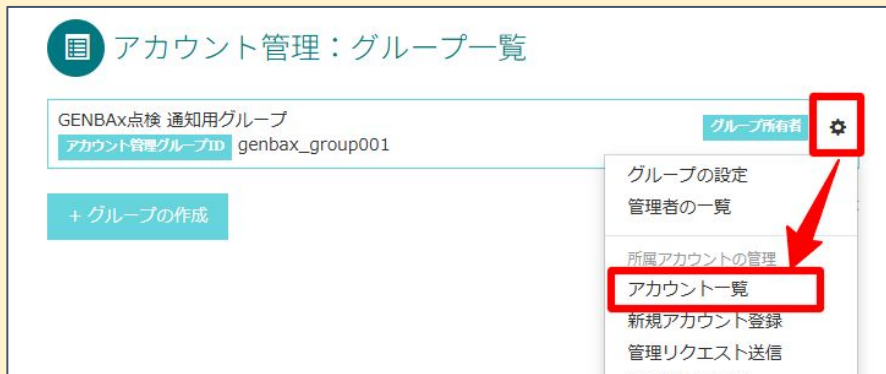 アカウント管理：グループ一覧
GENBAx点検 通知用グループ
グループ所有者
アカウント管理グループID genbax_group001
+ グループの作成
グループの設定
管理者の一覧
所属アカウントの管理
アカウント一覧
新規アカウント登録
管理リクエスト送信